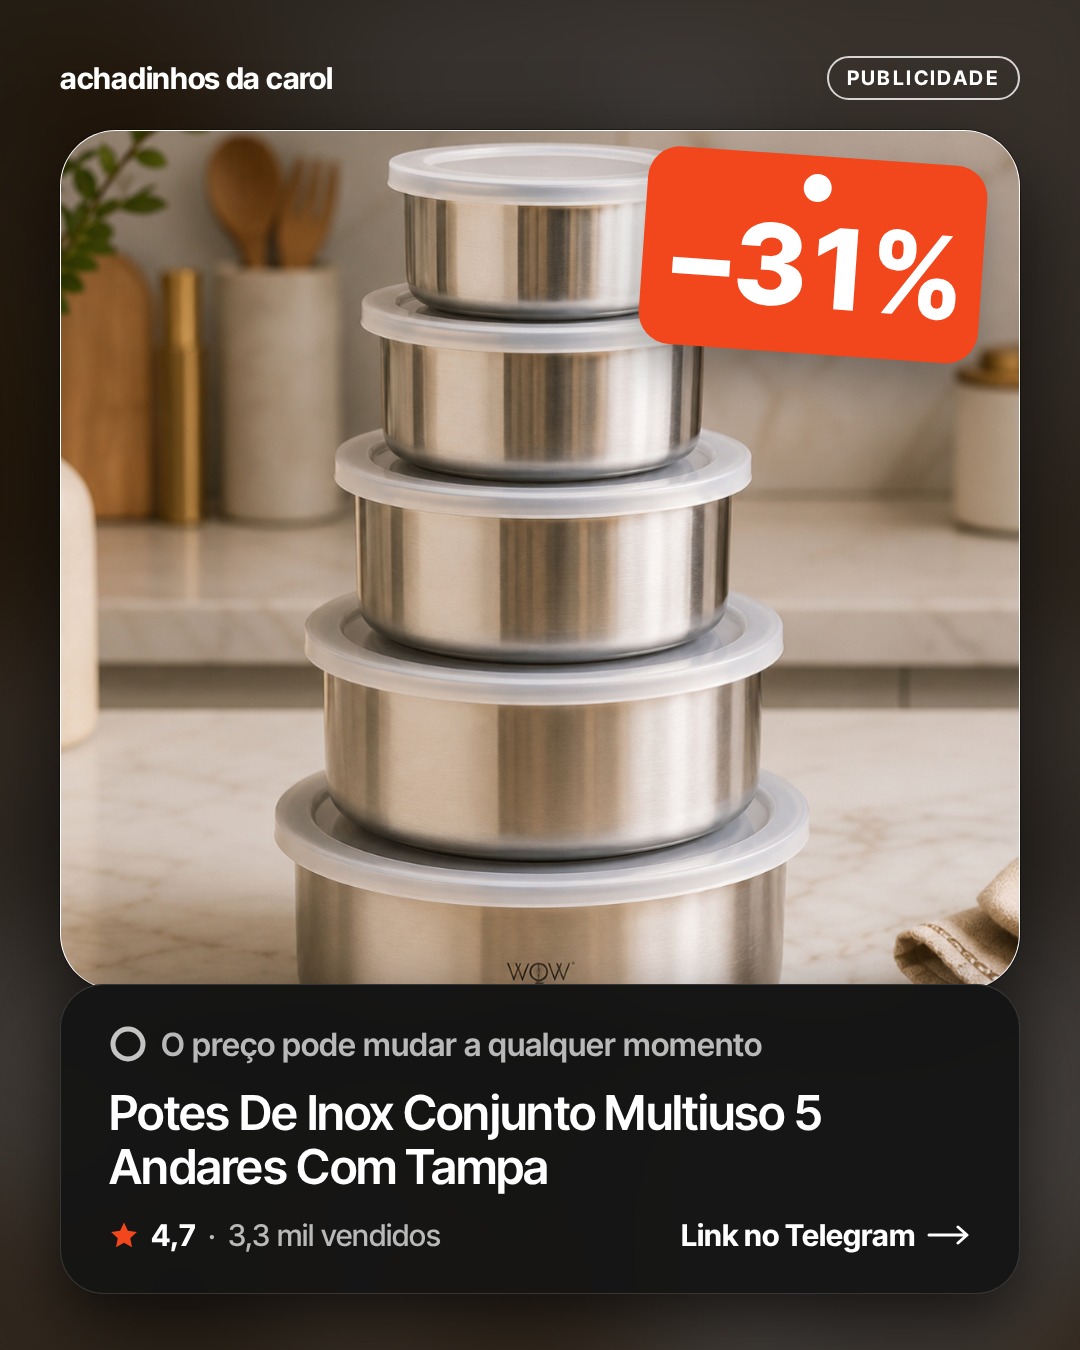 achadinhos da carol
PUBLICIDADE
-31%
WOW
O preço pode mudar a qualquer momento
Potes De Inox Conjunto Multiuso 5
Andares Com Tampa
4,7 · 3,3 mil vendidos
Link no Telegram →